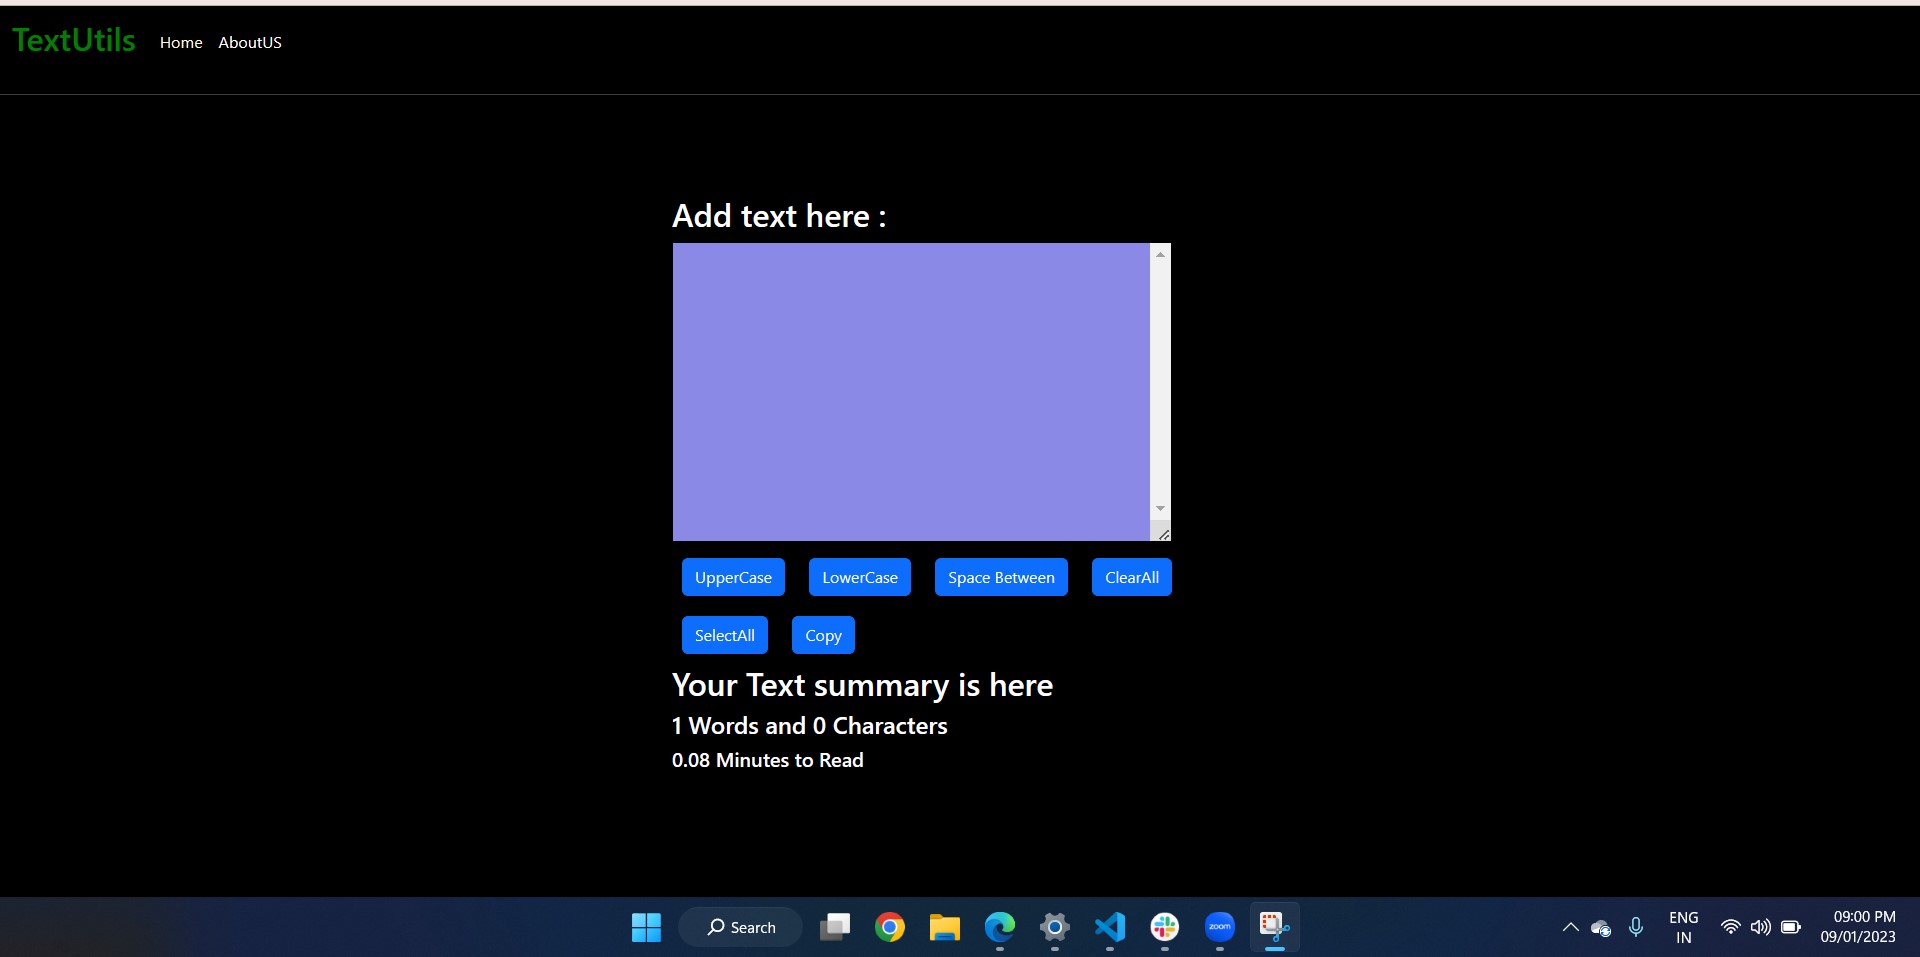 TextUtils Home AboutUS
Add text here :
UpperCase LowerCase Space Between ClearAll
SelectAll Copy
Your Text summary is here
1 Words and 0 Characters
0.08 Minutes to Read
Search
zoom
ENG
IN
09:00 PM
09/01/2023